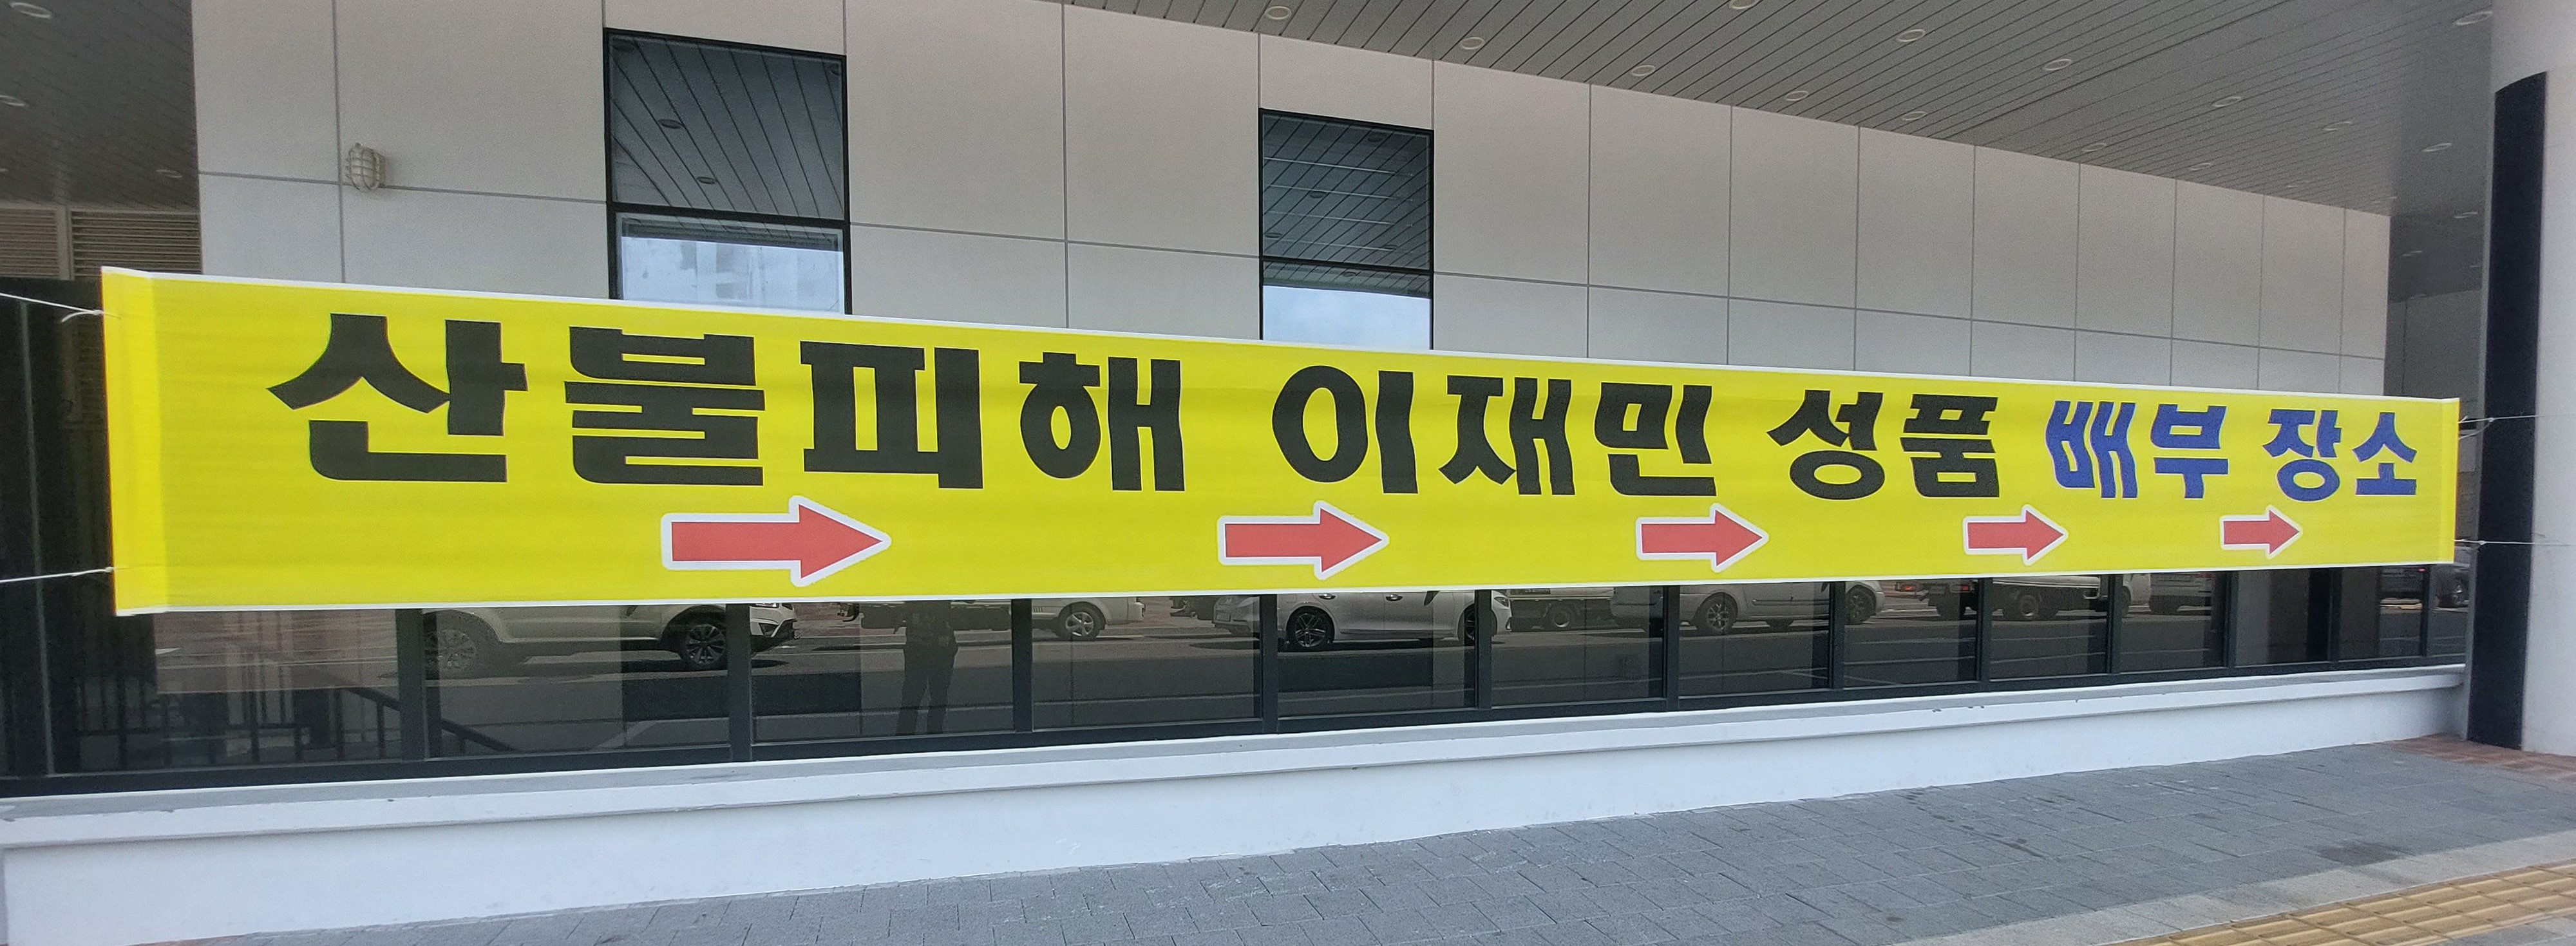 산불피해 이재민 성품 배부 장소